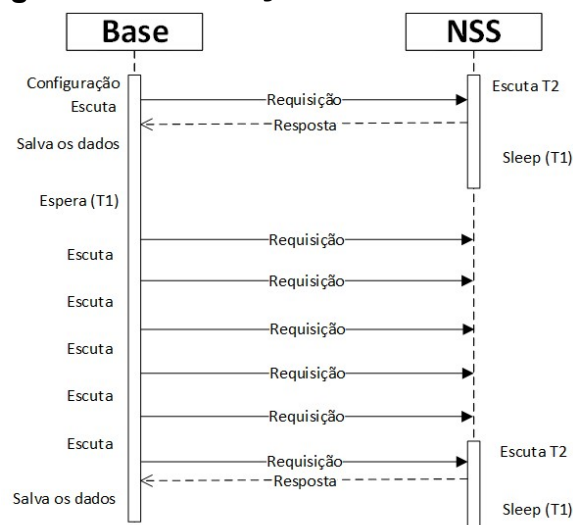 Base
NSS
Configuração
Escuta
Requisição
Escuta T2
Resposta
Salva os dados
Sleep (T1)
Espera (T1)
Requisição
Escuta
Requisição
Escuta
Requisição
Escuta
Requisição
Escuta
Requisição
Escuta
Requisição
Escuta T2
Resposta
Salva os dados
Sleep (T1)